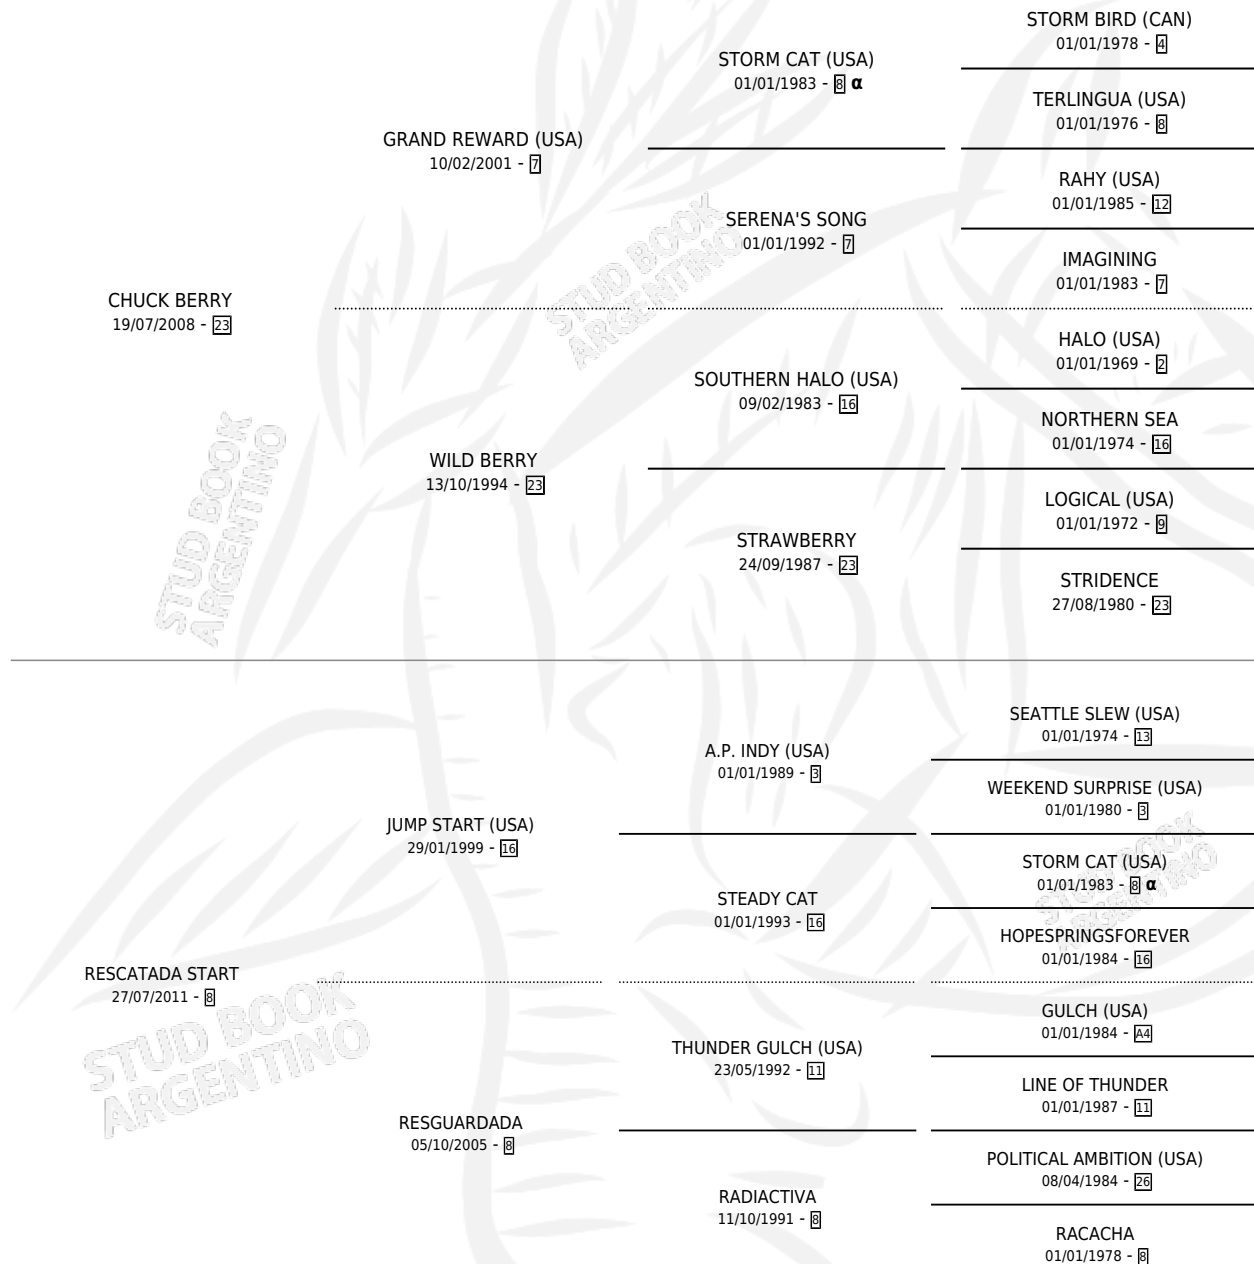 STORM BIRD (CAN)
01/01/1978 - 4
STORM CAT (USA)
01/01/1983 - 8 α
TERLINGUA (USA)
01/01/1976 - 8
GRAND REWARD (USA)
10/02/2001 - 7
RAHY (USA)
01/01/1985 - 12
SERENA'S SONG
01/01/1992 - 7
IMAGINING
01/01/1983 - 7
STUD BOOK
ARGENTINO
CHUCK BERRY
19/07/2008 - 23
HALO (USA)
01/01/1969 - 2
SOUTHERN HALO (USA)
09/02/1983 - 16
NORTHERN SEA
01/01/1974 - 16
WILD BERRY
13/10/1994 - 23
LOGICAL (USA)
01/01/1972 - 9
STRAWBERRY
24/09/1987 - 23
STRIDENCE
27/08/1980 - 23
STUD BOOK
ARGENTINO
SEATTLE SLEW (USA)
01/01/1974 - 13
A.P. INDY (USA)
01/01/1989 - 3
WEEKEND SURPRISE (USA)
01/01/1980 - 3
JUMP START (USA)
29/01/1999 - 16
STORM CAT (USA)
01/01/1983 - 8 α
STUD BOOK
ARGENTINO
STEADY CAT
01/01/1993 - 16
HOPESPRINGSFOREVER
01/01/1984 - 16
RESCATADA START
27/07/2011 - 8
STUD BOOK
ARGENTINO
GULCH (USA)
01/01/1984 - A4
THUNDER GULCH (USA)
23/05/1992 - 11
LINE OF THUNDER
01/01/1987 - 11
RESGUARDADA
05/10/2005 - 8
POLITICAL AMBITION (USA)
08/04/1984 - 26
RADIACTIVA
11/10/1991 - 8
RACACHA
01/01/1978 - 8